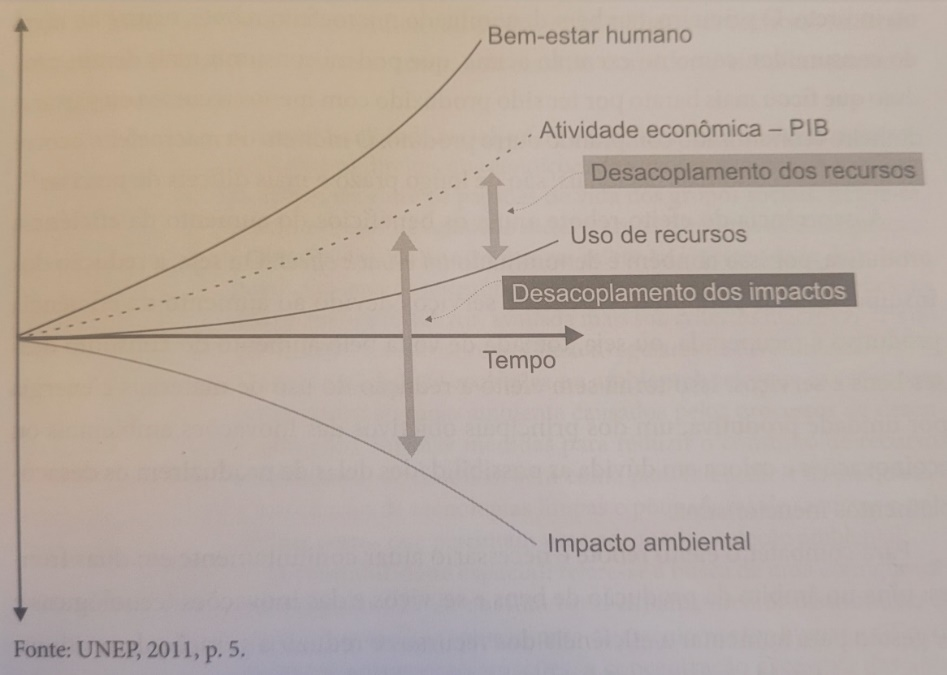 Bem-estar humano
Atividade econômica – PIB
Desacoplamento dos recursos
Uso de recursos
Desacoplamento dos impactos
Tempo
Impacto ambiental
Fonte: UNEP, 2011, p. 5.